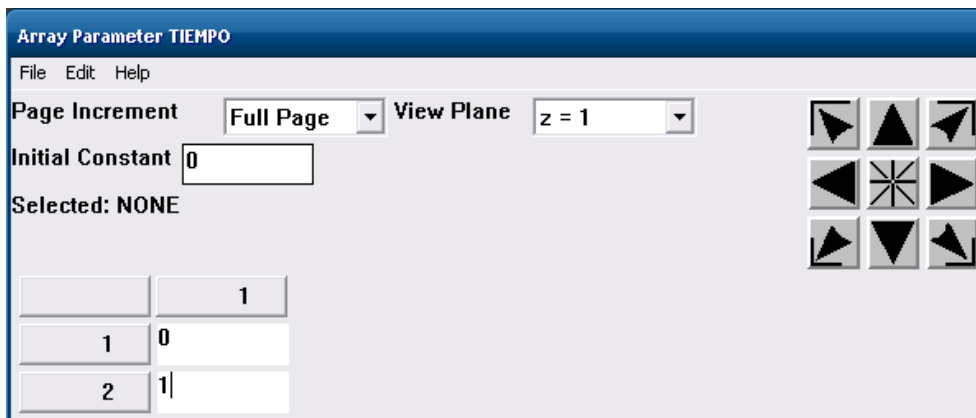 Array Parameter TIEMPO
File Edit Help
Page Increment Full Page View Plane z = 1
Initial Constant 0
Selected: NONE
1
1 0
2 1